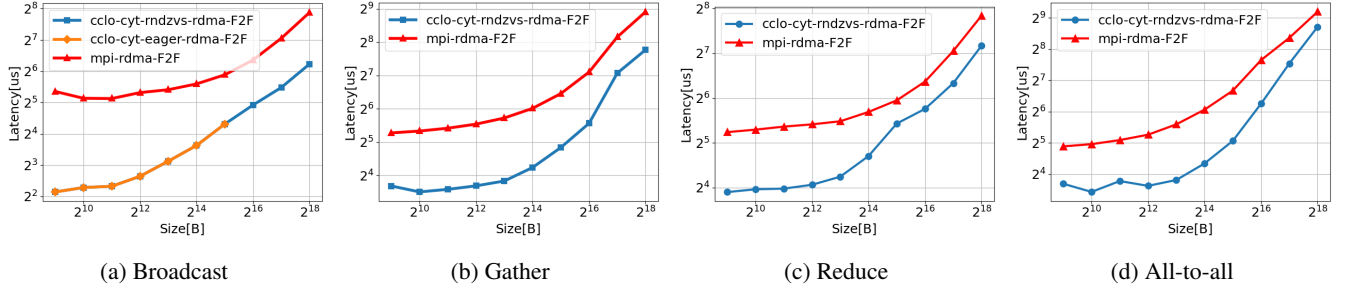 cclo-cyt-rndzvs-rdma-F2F
cclo-cyt-eager-rdma-F2F
mpi-rdma-F2F
Latency[us]
2^8
2^7
2^6
2^5
2^4
2^3
2^2
2^10
2^12
2^14
2^16
2^18
Size[B]
(a) Broadcast
cclo-cyt-rndzvs-rdma-F2F
mpi-rdma-F2F
Latency[us]
2^9
2^8
2^7
2^6
2^5
2^4
2^10
2^12
2^14
2^16
2^18
Size[B]
(b) Gather
cclo-cyt-rndzvs-rdma-F2F
mpi-rdma-F2F
Latency[us]
2^8
2^7
2^6
2^5
2^4
2^10
2^12
2^14
2^16
2^18
Size[B]
(c) Reduce
cclo-cyt-rndzvs-rdma-F2F
mpi-rdma-F2F
Latency[us]
2^9
2^8
2^7
2^6
2^5
2^4
2^10
2^12
2^14
2^16
2^18
Size[B]
(d) All-to-all